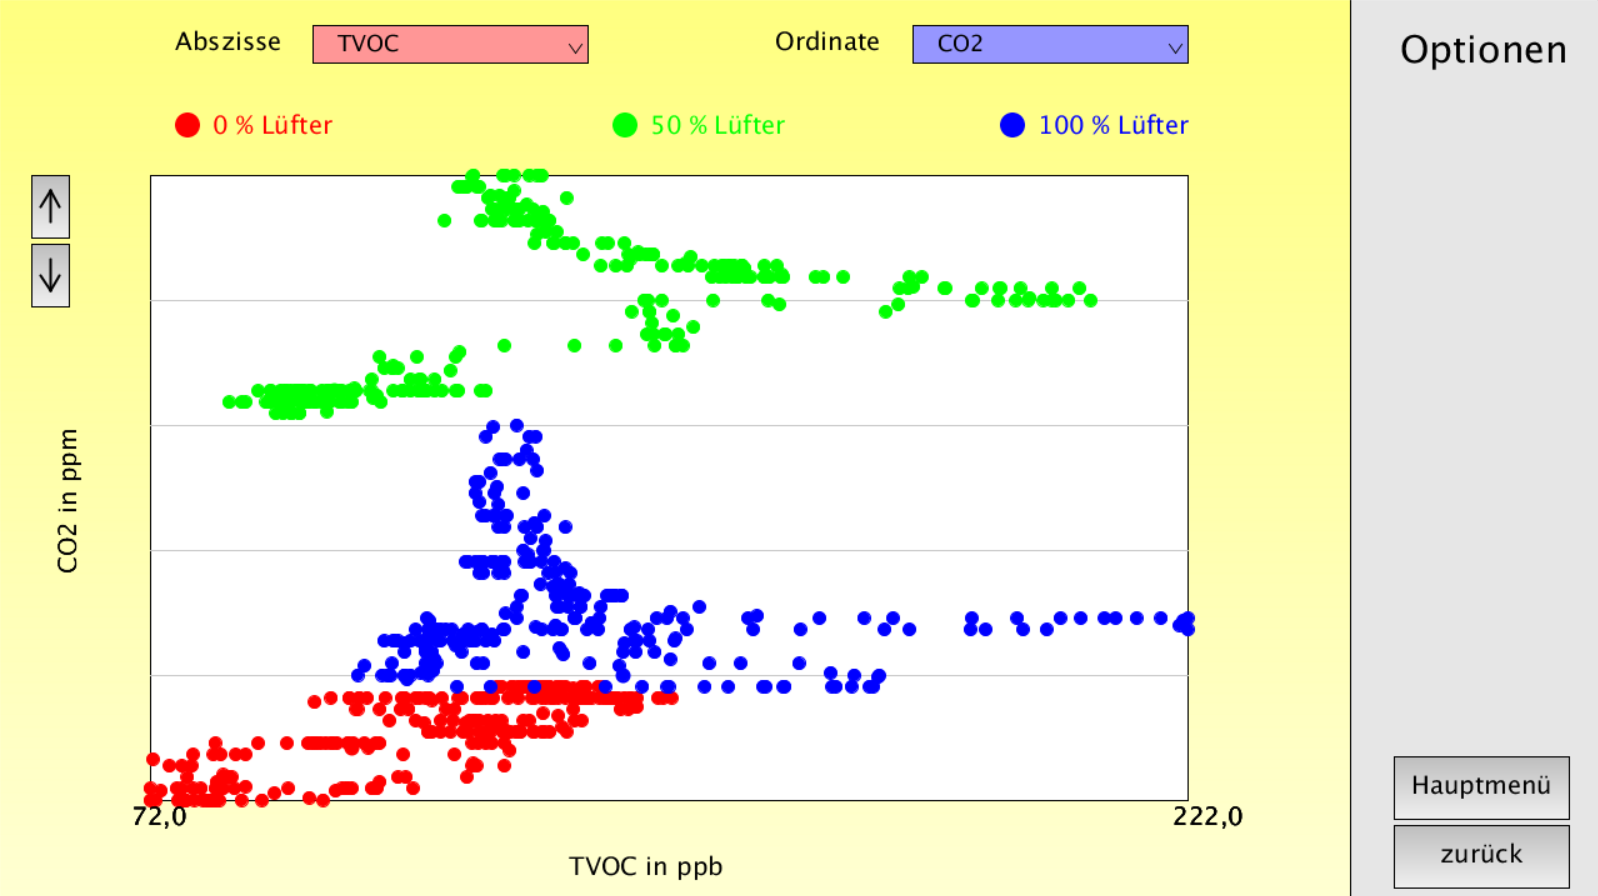 Abszisse TVOC Ordinate CO2
Optionen
0 % Lüfter 50 % Lüfter 100 % Lüfter
CO2 in ppm
72,0 222,0
TVOC in ppb
Hauptmenü
zurück